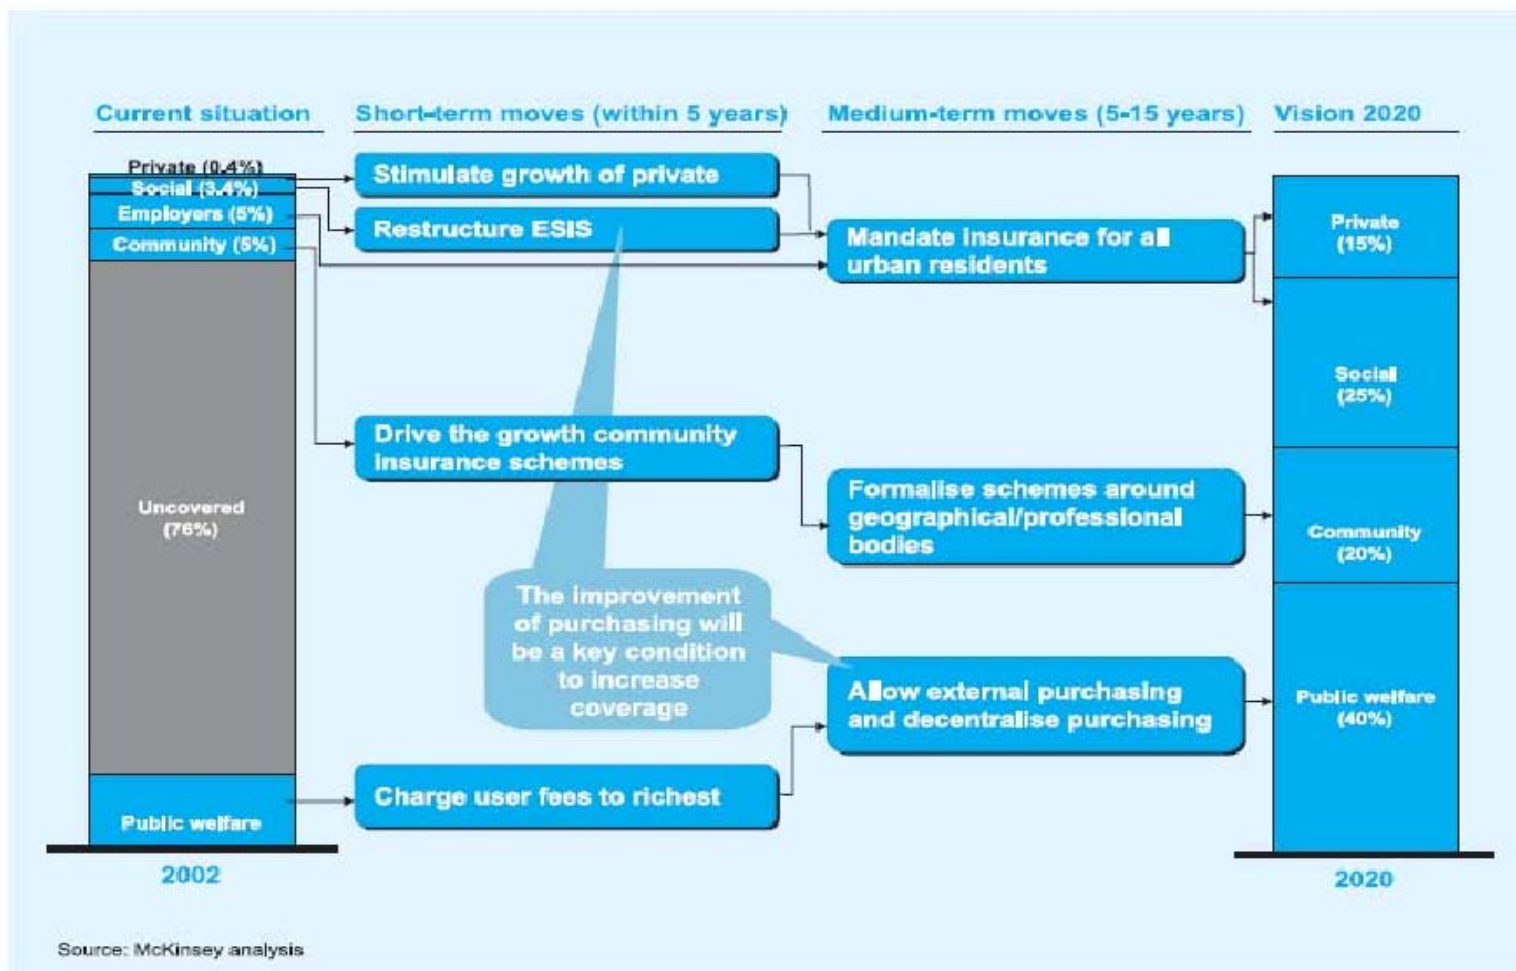 Current situation
Short-term moves (within 5 years)
Medium-term moves (5-15 years)
Vision 2020
Private (0.4%)
Social (3.4%)
Employers (5%)
Community (5%)
Uncovered
(76%)
Public welfare
2002
Stimulate growth of private
Restructure ESIS
Drive the growth community
insurance schemes
The improvement
of purchasing will
be a key condition
to increase
coverage
Charge user fees to richest
Mandate insurance for all
urban residents
Formalise schemes around
geographical/professional
bodies
Allow external purchasing
and decentralise purchasing
Private
(15%)
Social
(25%)
Community
(20%)
Public welfare
(40%)
2020
Source: McKinsey analysis